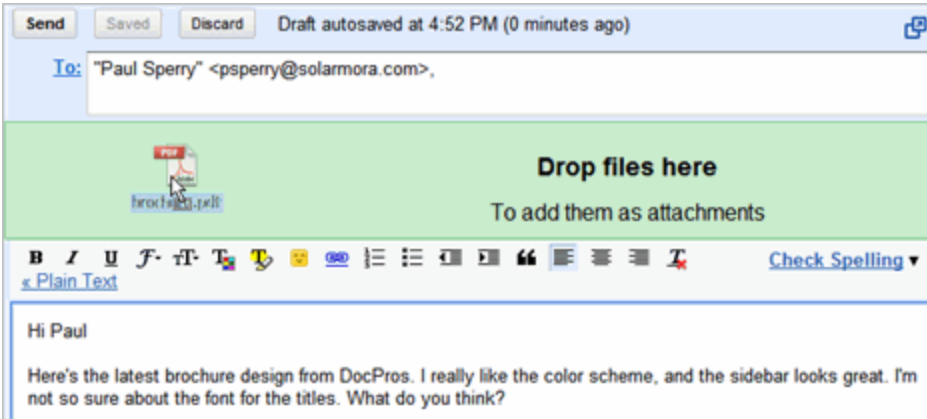 Send Saved Discard Draft autosaved at 4:52 PM (0 minutes ago)
To: "Paul Sperry" <psperry@solarmora.com>,
PDF
Drop files here
To add them as attachments
B I U Check Spelling
« Plain Text
Hi Paul
Here's the latest brochure design from DocPros. I really like the color scheme, and the sidebar looks great. I'm
not so sure about the font for the titles. What do you think?